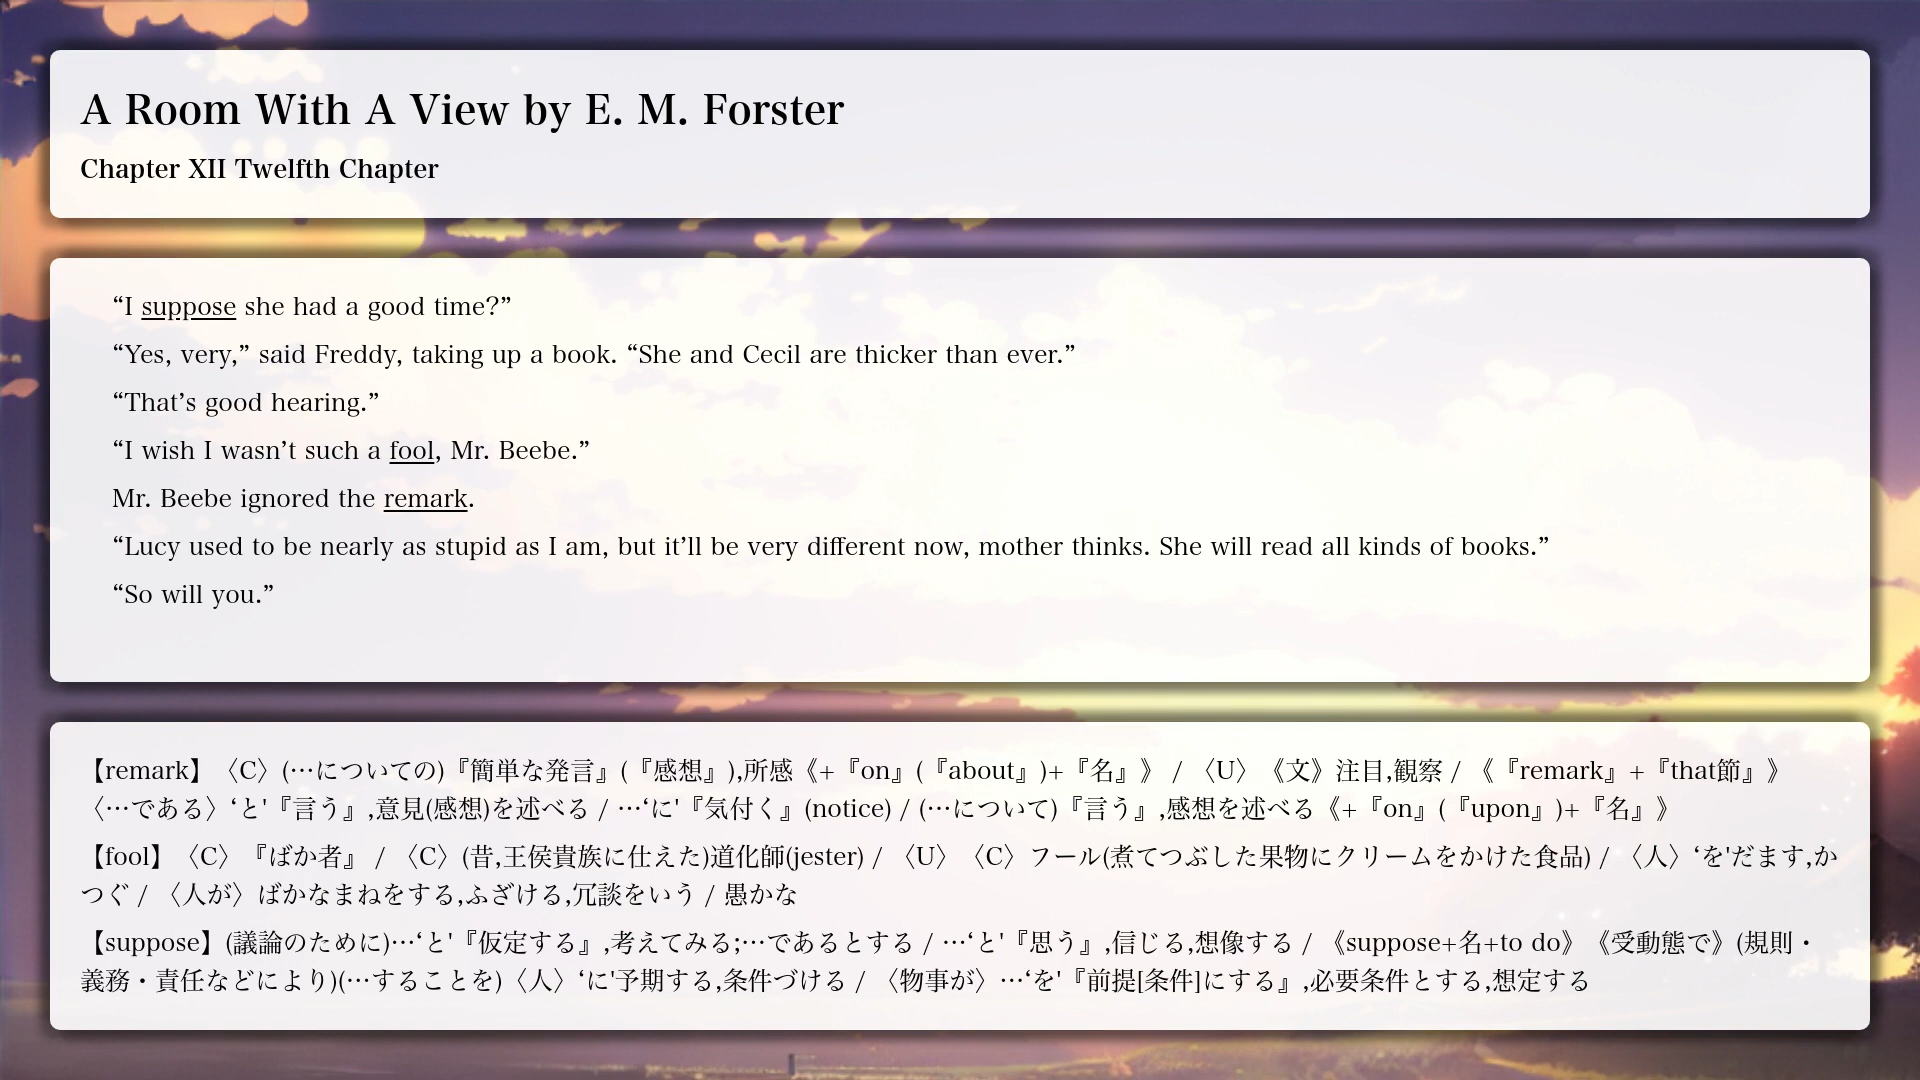 A Room With A View by E. M. Forster
Chapter XII Twelfth Chapter
“I suppose she had a good time?”
“Yes, very,” said Freddy, taking up a book. “She and Cecil are thicker than ever.”
“That’s good hearing.”
“I wish I wasn’t such a fool, Mr. Beebe.”
Mr. Beebe ignored the remark.
“Lucy used to be nearly as stupid as I am, but it’ll be very different now, mother thinks. She will read all kinds of books.”
“So will you.”
【remark】〈C〉(…についての)『簡単な発言』(『感想』),所感《+『on』(『about』)+『名』》 / 〈U〉《文》注目,観察 / 《『remark』+『that節』》
〈…である〉‘と'『言う』,意見(感想)を述べる / …‘に'『気付く』(notice) / (…について)『言う』,感想を述べる《+『on』(『upon』)+『名』》
【fool】〈C〉『ばか者』 / 〈C〉(昔,王侯貴族に仕えた)道化師(jester) / 〈U〉〈C〉フール(煮てつぶした果物にクリームをかけた食品) / 〈人〉‘を'だます,か
つぐ / 〈人が〉ばかなまねをする,ふざける,冗談をいう / 愚かな
【suppose】(議論のために)…‘と'『仮定する』,考えてみる;…であるとする / …‘と'『思う』,信じる,想像する / 《suppose+名+to do》《受動態で》(規則・
義務・責任などにより)(…することを)〈人〉‘に'予期する,条件づける / 〈物事が〉…‘を'『前提[条件]にする』,必要条件とする,想定する